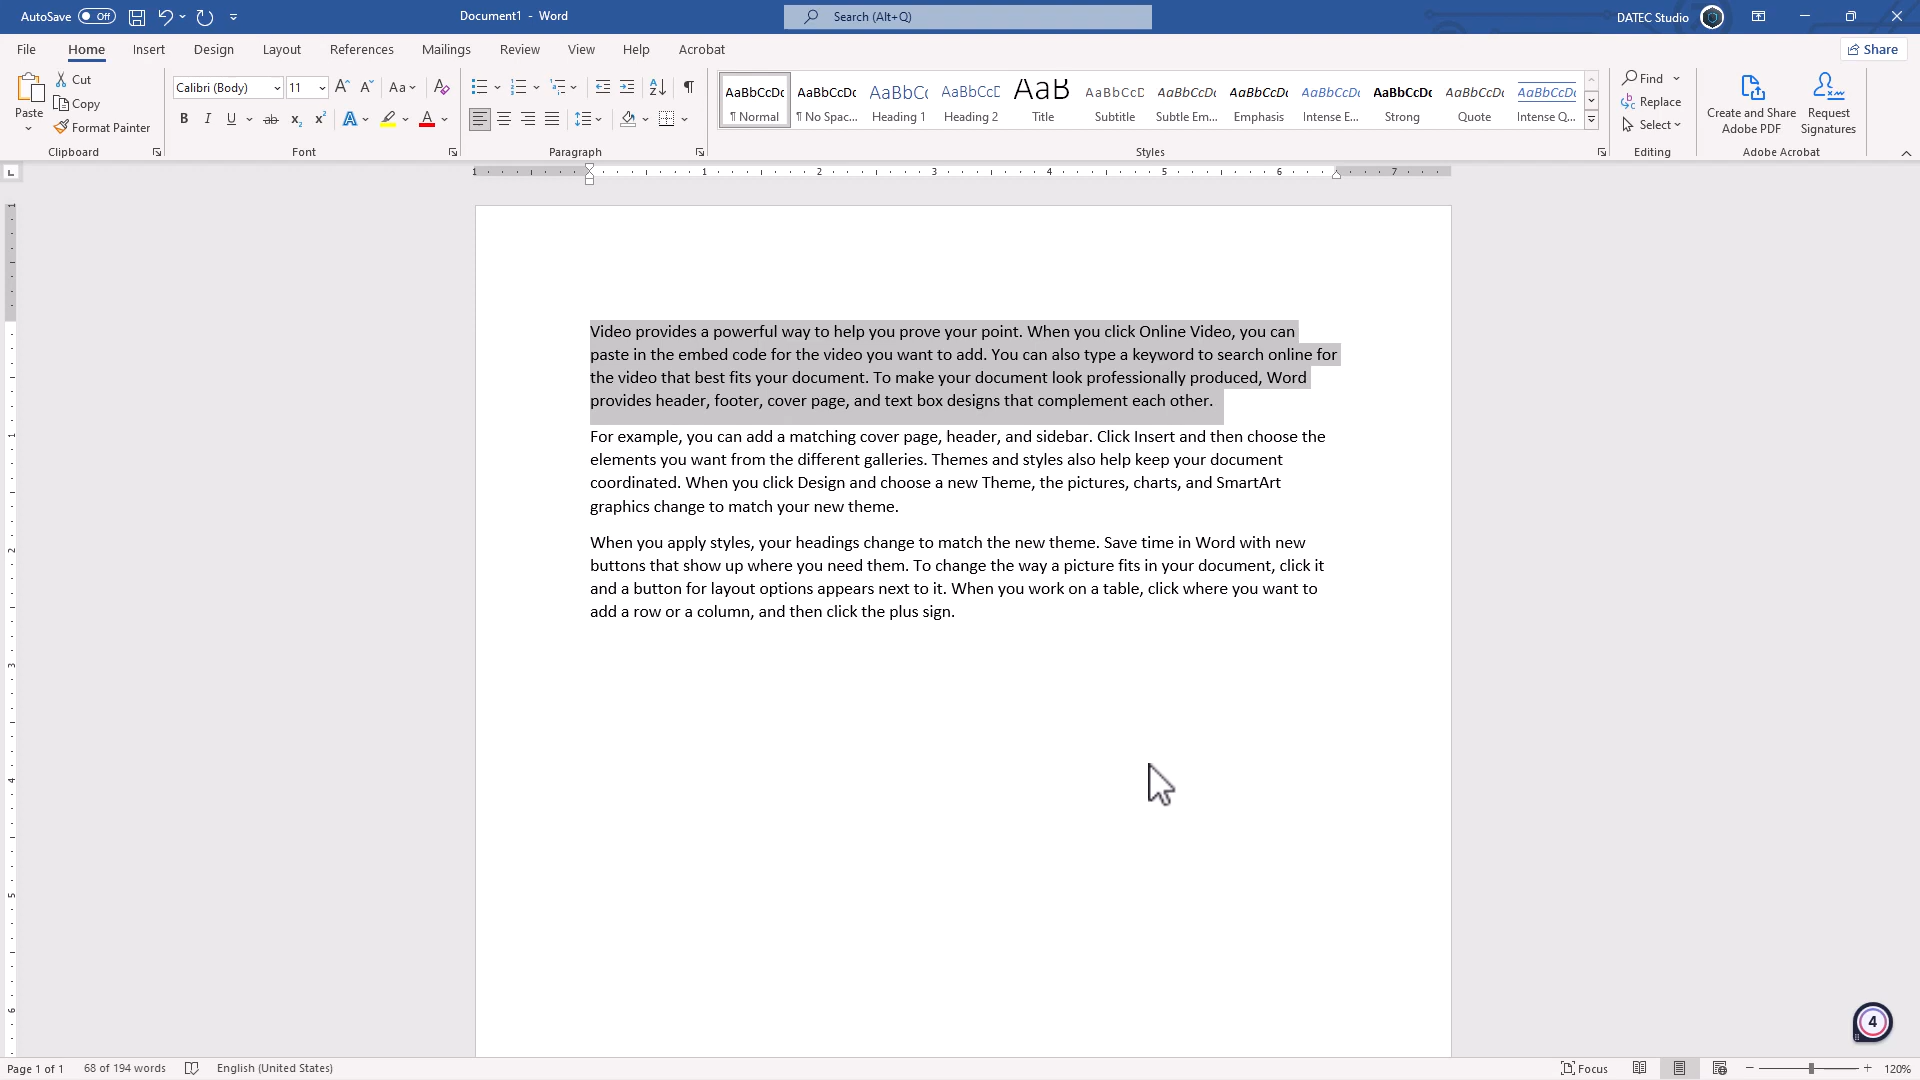 AutoSave Off Document1 - Word Search (Alt+Q) DATEC Studio
File Home Insert Design Layout References Mailings Review View Help Acrobat Share
Paste
Cut
Copy
Format Painter
Clipboard
Calibri (Body) 11
Font
Paragraph
AaBbCcDc AaBbCcDc AaBbCc AaBbCcD AaB AaBbCcD AaBbCcDc AaBbCcDc AaBbCcDc AaBbCcDc AaBbCcDc AaBbCcDc
¶ Normal ¶ No Spac... Heading 1 Heading 2 Title Subtitle Subtle Em... Emphasis Intense E... Strong Quote Intense Q...
Styles
Find
Replace
Select
Editing
Create and Share Adobe PDF
Request Signatures
Adobe Acrobat
1 1 2 3 4 5 6 7
Video provides a powerful way to help you prove your point. When you click Online Video, you can
paste in the embed code for the video you want to add. You can also type a keyword to search online for
the video that best fits your document. To make your document look professionally produced, Word
provides header, footer, cover page, and text box designs that complement each other.
For example, you can add a matching cover page, header, and sidebar. Click Insert and then choose the
elements you want from the different galleries. Themes and styles also help keep your document
coordinated. When you click Design and choose a new Theme, the pictures, charts, and SmartArt
graphics change to match your new theme.
When you apply styles, your headings change to match the new theme. Save time in Word with new
buttons that show up where you need them. To change the way a picture fits in your document, click it
and a button for layout options appears next to it. When you work on a table, click where you want to
add a row or a column, and then click the plus sign.
4
Page 1 of 1 68 of 194 words English (United States) Focus 120%